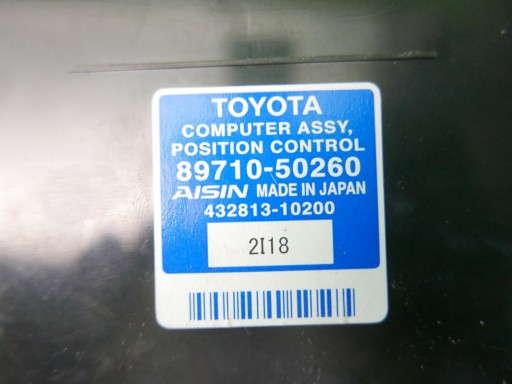 TOYOTA
COMPUTER ASSY,
POSITION CONTROL
89710-50260
AISIN MADE IN JAPAN
432813-10200
2I18